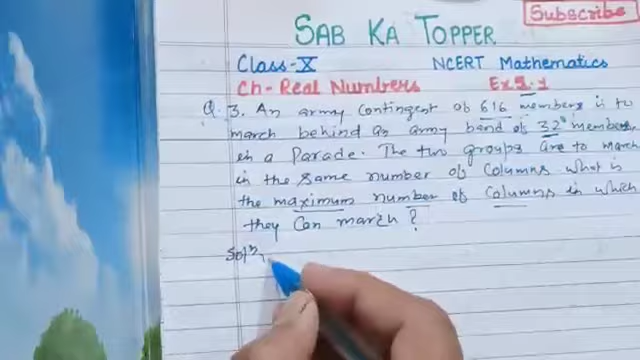 Subscribe
SAB KA TOPPER
Class-X NCERT Mathematics
Ch-Real Numbers Ex 1.1
Q.3. An army contingent of 616 members is to
march behind an army band of 32 members
in a Parade. The two groups are to march
in the same number of Columns what is
the maximum number of Columns in which
they Can march?
Solⁿ,